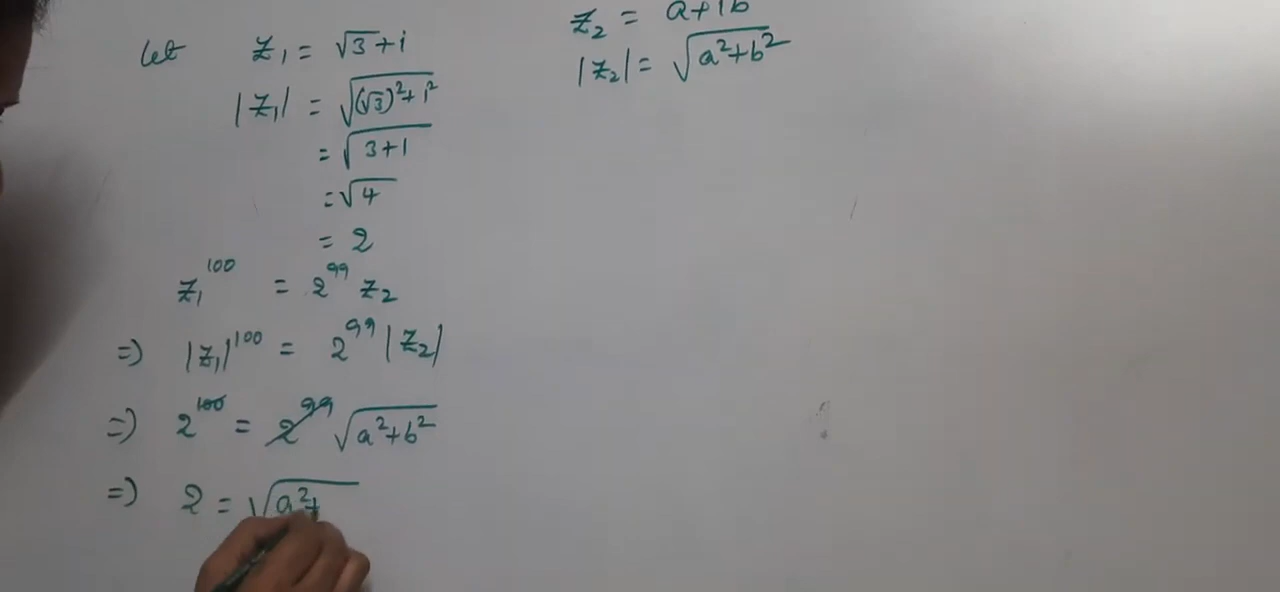 let z₁ = √3 + i
|z₁| = √((√3)² + 1²)
= √(3+1)
= √4
= 2
z₁¹⁰⁰ = 2⁹⁹ z₂
⇒) |z₁|¹⁰⁰ = 2⁹⁹ |z₂|
⇒) 2¹⁰⁰ = 2⁹⁹ √(a²+b²)
⇒) 2 = √(a²+
z₂ = a+ib
|z₂| = √(a²+b²)